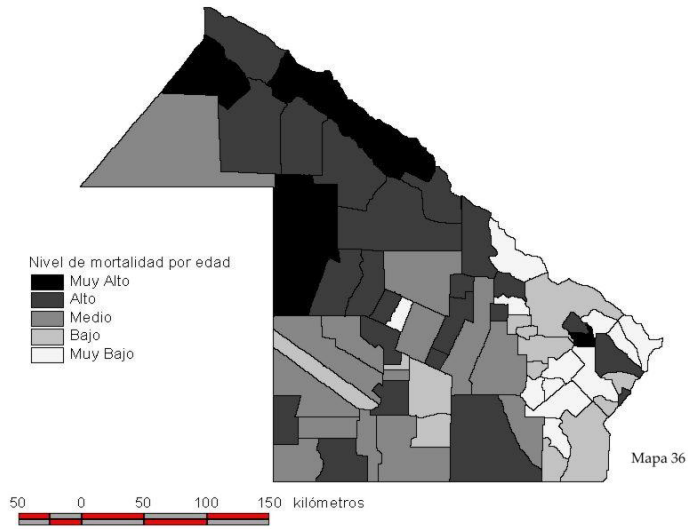 Nivel de mortalidad por edad
Muy Alto
Alto
Medio
Bajo
Muy Bajo
Mapa 36
50 0 50 100 150 kilómetros